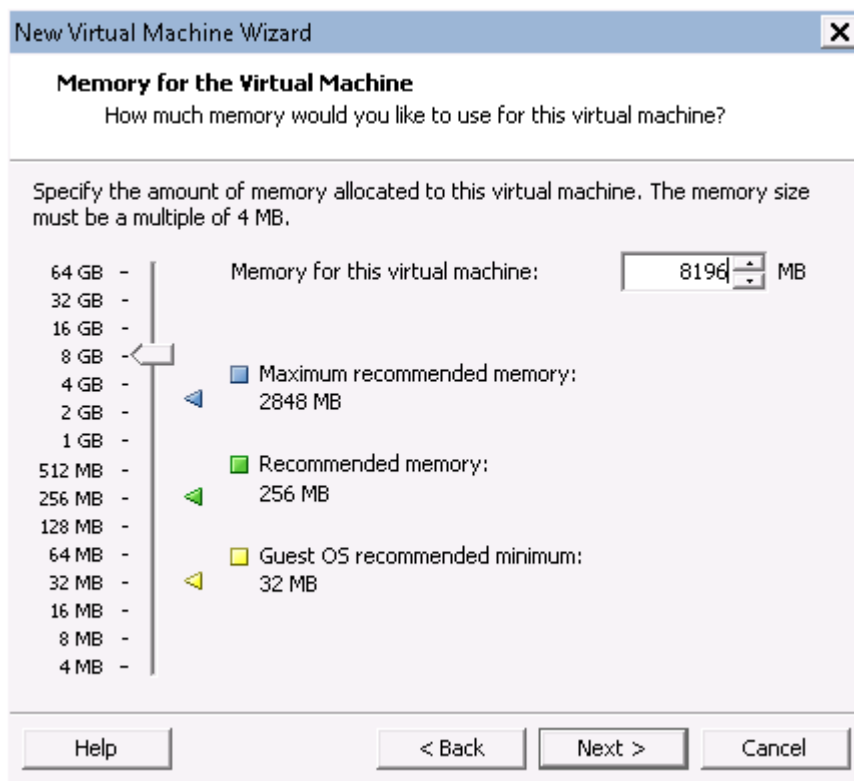 New Virtual Machine Wizard
Memory for the Virtual Machine
How much memory would you like to use for this virtual machine?
Specify the amount of memory allocated to this virtual machine. The memory size
must be a multiple of 4 MB.
64 GB
Memory for this virtual machine: 8196 MB
32 GB
16 GB
8 GB
4 GB
2 GB
1 GB
512 MB
256 MB
128 MB
64 MB
32 MB
16 MB
8 MB
4 MB
Maximum recommended memory:
2848 MB
Recommended memory:
256 MB
Guest OS recommended minimum:
32 MB
Help < Back Next > Cancel